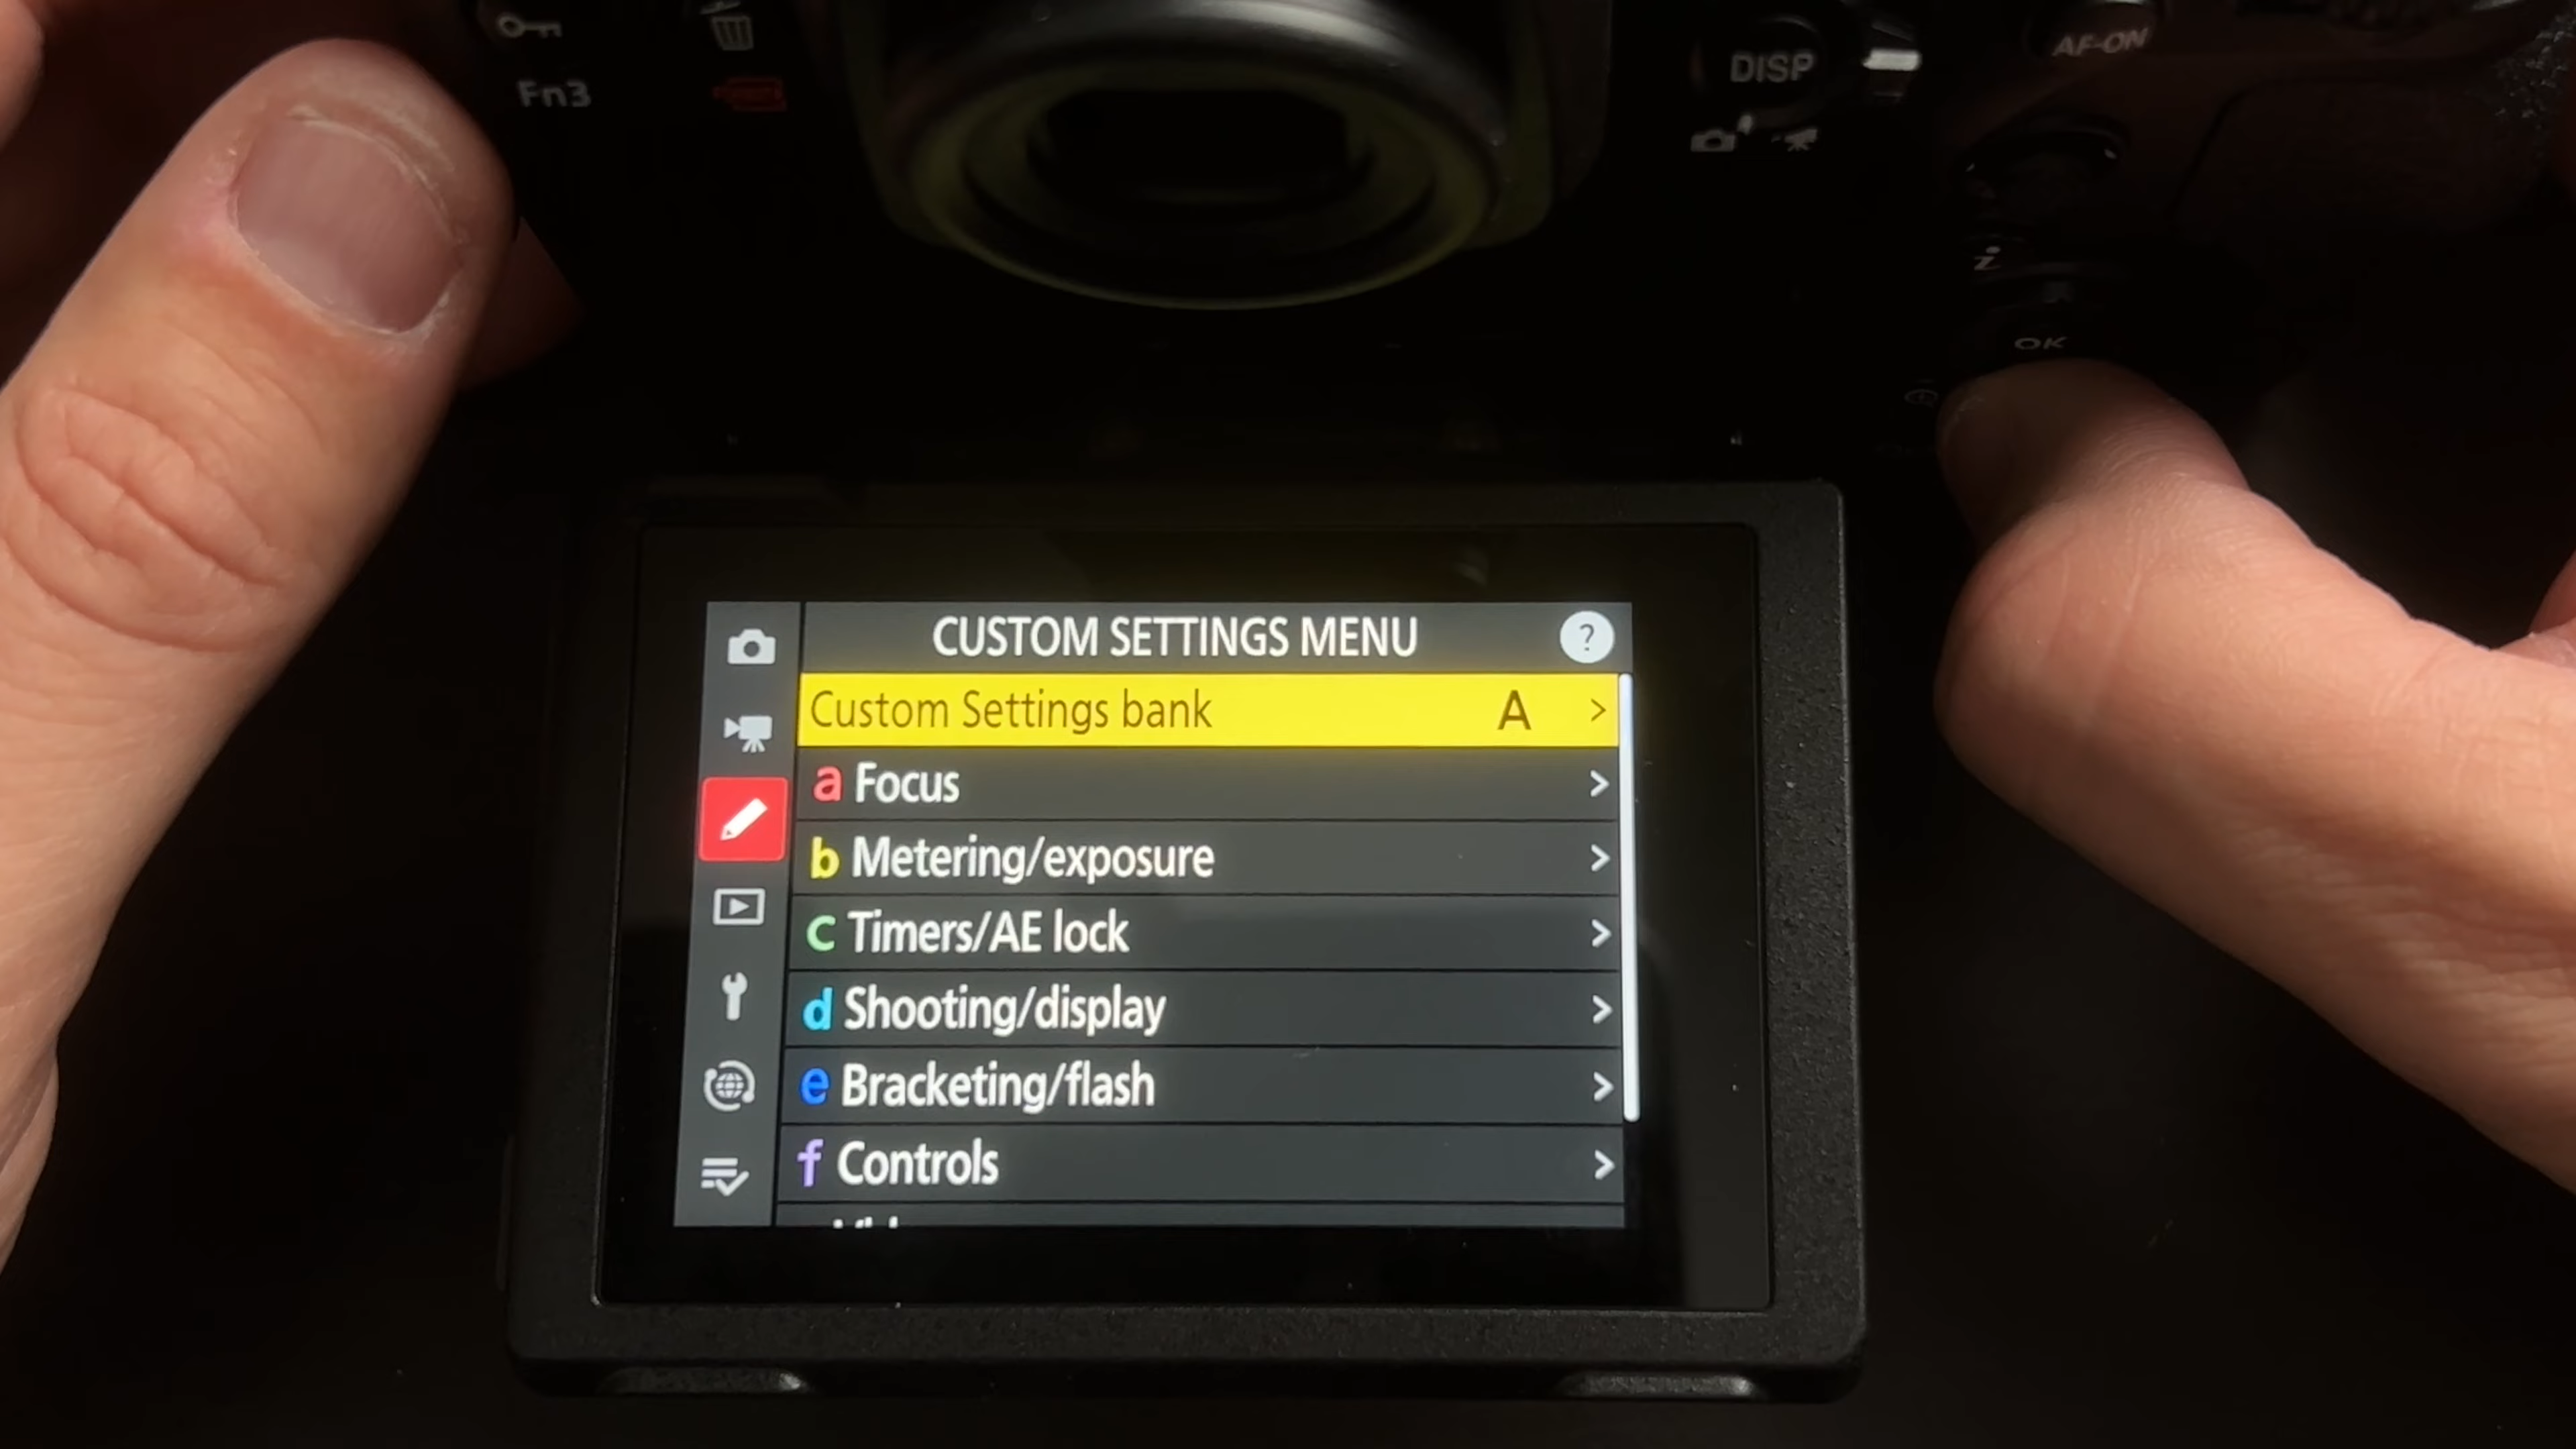 Fn3
DISP
AF-ON
i
OK
CUSTOM SETTINGS MENU ?
Custom Settings bank A >
a Focus >
b Metering/exposure >
c Timers/AE lock >
d Shooting/display >
e Bracketing/flash >
f Controls >